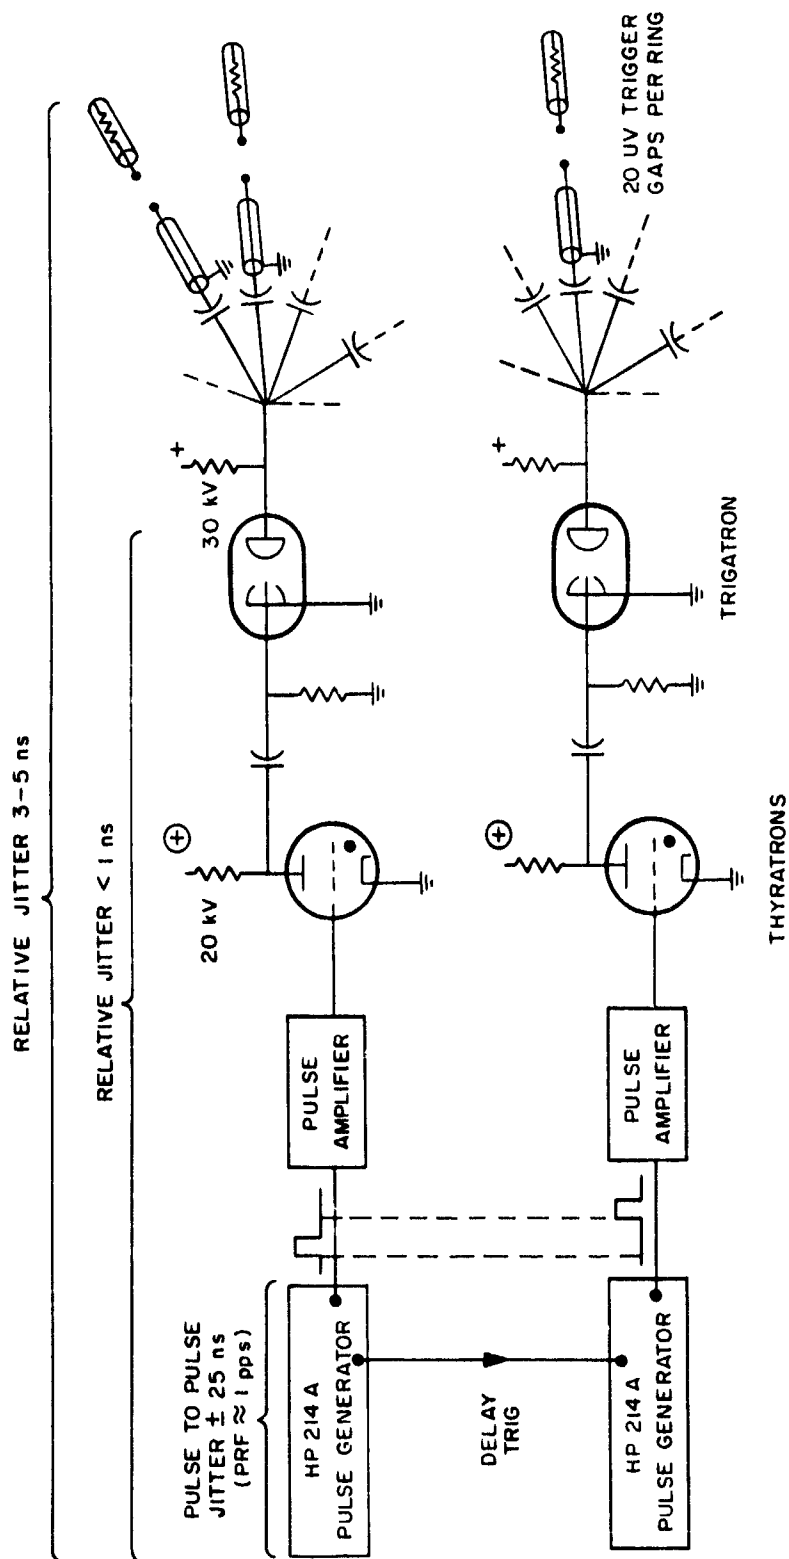 RELATIVE JITTER 3-5 ns
RELATIVE JITTER < 1 ns
PULSE TO PULSE
JITTER ± 25 ns
(PRF ≈ 1 pps)
HP 214 A
PULSE GENERATOR
PULSE
AMPLIFIER
20 kV
+
30 kV
+
DELAY
TRIG
HP 214 A
PULSE GENERATOR
PULSE
AMPLIFIER
+
+
THYRATRONS
TRIGATRON
20 UV TRIGGER
GAPS PER RING